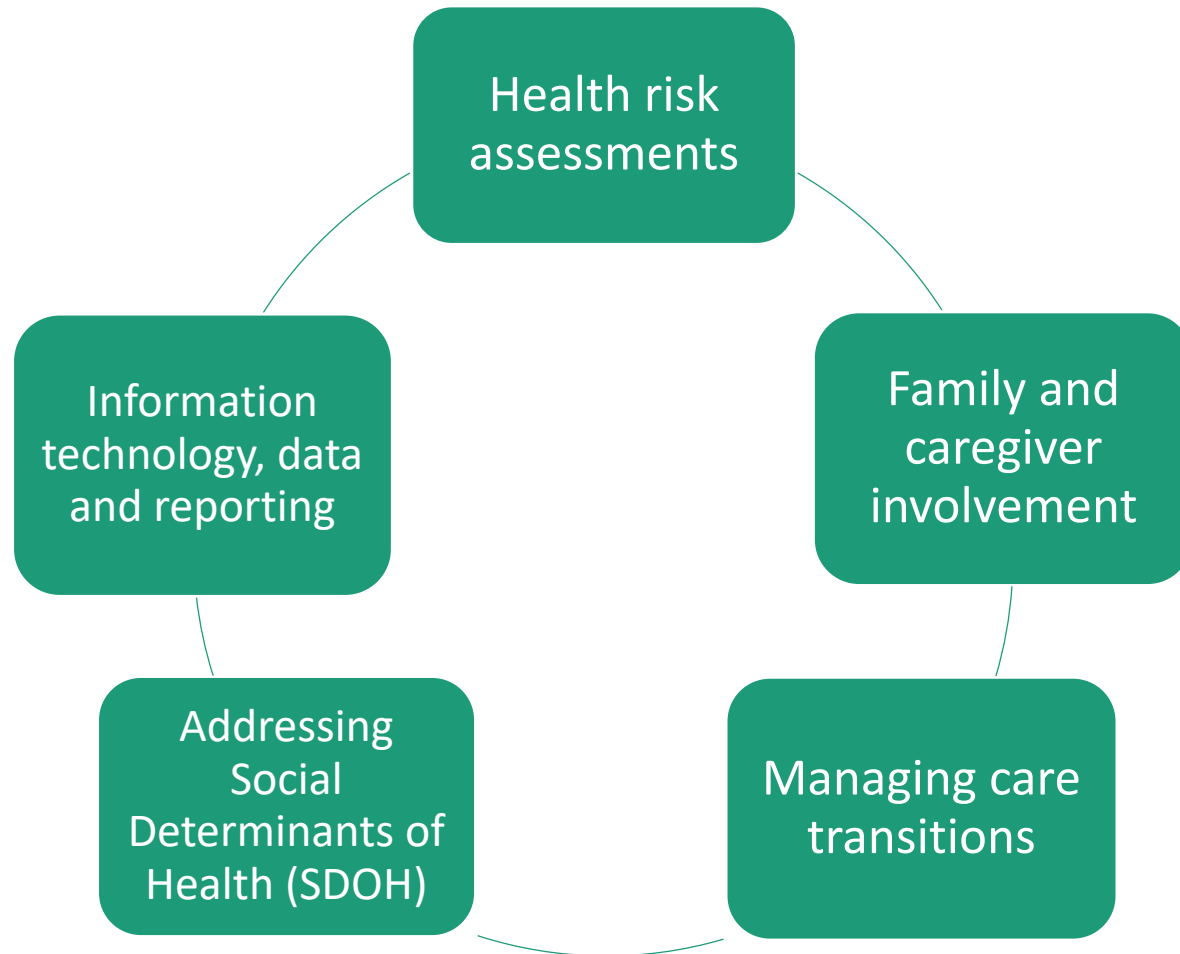 Health risk
assessments
Family and
caregiver
involvement
Managing care
transitions
Addressing
Social
Determinants of
Health (SDOH)
Information
technology, data
and reporting